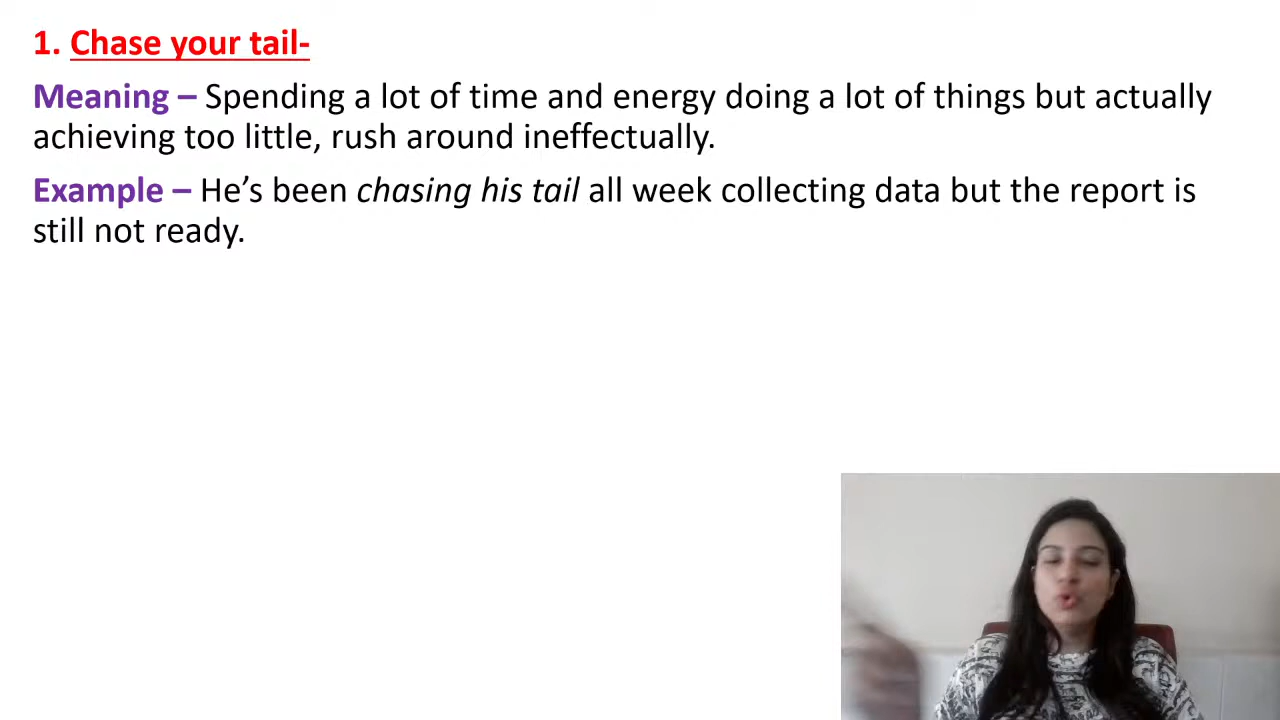 1. Chase your tail-
Meaning – Spending a lot of time and energy doing a lot of things but actually
achieving too little, rush around ineffectually.
Example – He’s been chasing his tail all week collecting data but the report is
still not ready.